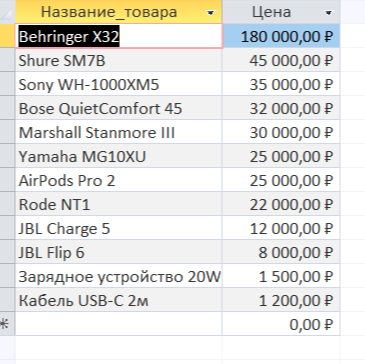 Название_товара Цена
Behringer X32 180 000,00 ₽
Shure SM7B 45 000,00 ₽
Sony WH-1000XM5 35 000,00 ₽
Bose QuietComfort 45 32 000,00 ₽
Marshall Stanmore III 30 000,00 ₽
Yamaha MG10XU 25 000,00 ₽
AirPods Pro 2 25 000,00 ₽
Rode NT1 22 000,00 ₽
JBL Charge 5 12 000,00 ₽
JBL Flip 6 8 000,00 ₽
Зарядное устройство 20W 1 500,00 ₽
Кабель USB-C 2м 1 200,00 ₽
0,00 ₽